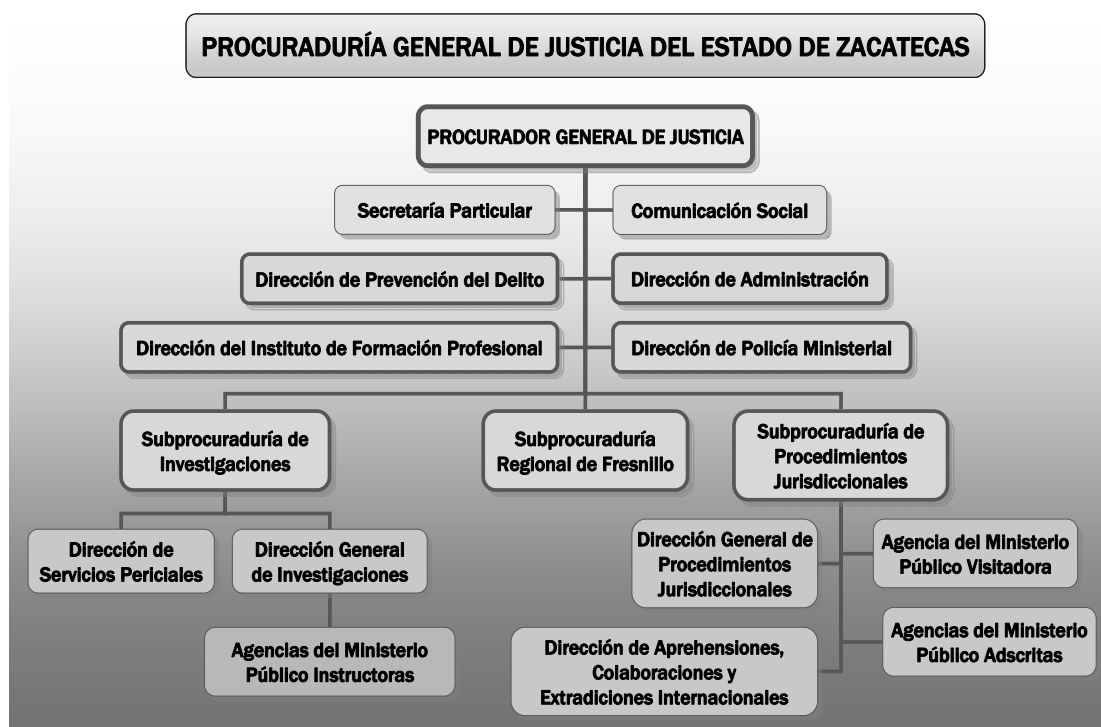 PROCURADURÍA GENERAL DE JUSTICIA DEL ESTADO DE ZACATECAS
PROCURADOR GENERAL DE JUSTICIA
Secretaría Particular
Comunicación Social
Dirección de Prevención del Delito
Dirección de Administración
Dirección del Instituto de Formación Profesional
Dirección de Policía Ministerial
Subprocuraduría de
Investigaciones
Subprocuraduría
Regional de Fresnillo
Subprocuraduría de
Procedimientos
Jurisdiccionales
Dirección de
Servicios Periciales
Dirección General
de Investigaciones
Dirección General de
Procedimientos
Jurisdiccionales
Agencia del Ministerio
Público Visitadora
Agencias del Ministerio
Público Instructoras
Dirección de Aprehensiones,
Colaboraciones y
Extradiciones Internacionales
Agencias del Ministerio
Público Adscritas